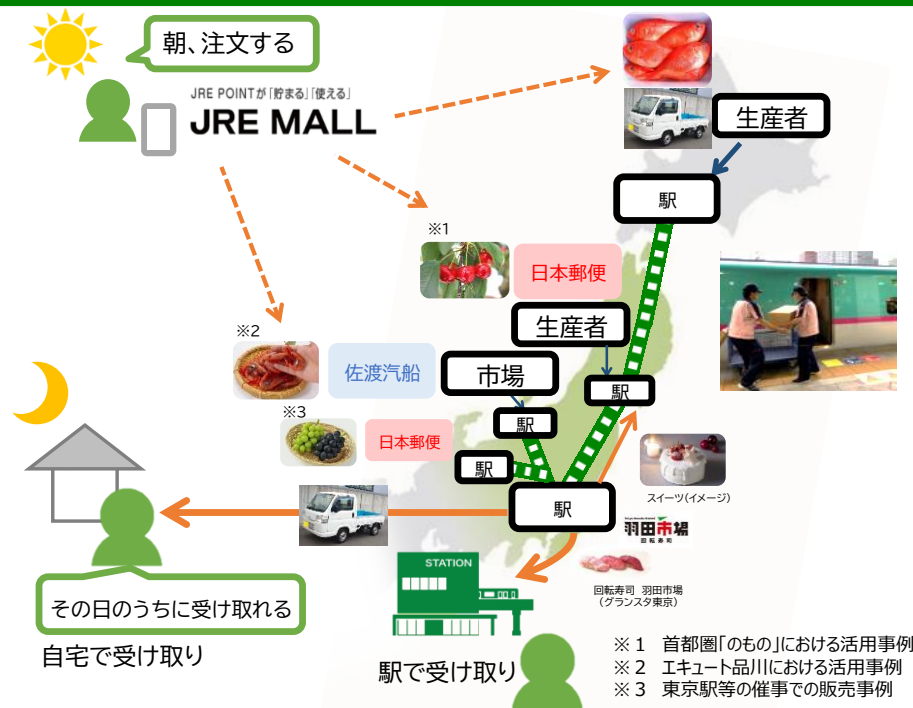 朝、注文する
JRE POINTが「貯まる」「使える」
JRE MALL
生産者
駅
※1
日本郵便
生産者
※2
佐渡汽船
市場
駅
駅
※3
日本郵便
駅
スイーツ(イメージ)
駅
羽田市場
回転寿司
STATION
回転寿司 羽田市場
(グランスタ東京)
その日のうちに受け取れる
自宅で受け取り
駅で受け取り
※1 首都圏「のもの」における活用事例
※2 エキュート品川における活用事例
※3 東京駅等の催事での販売事例